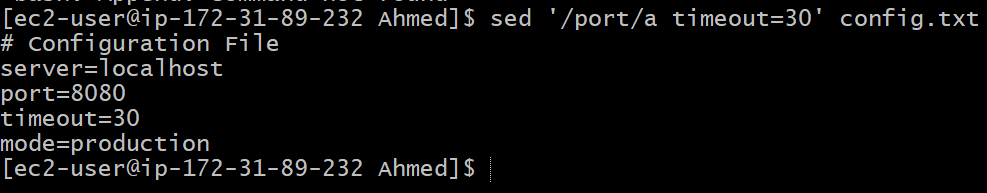 [ec2-user@ip-172-31-89-232 Ahmed]$ sed '/port/a timeout=30' config.txt
# Configuration File
server=localhost
port=8080
timeout=30
mode=production
[ec2-user@ip-172-31-89-232 Ahmed]$